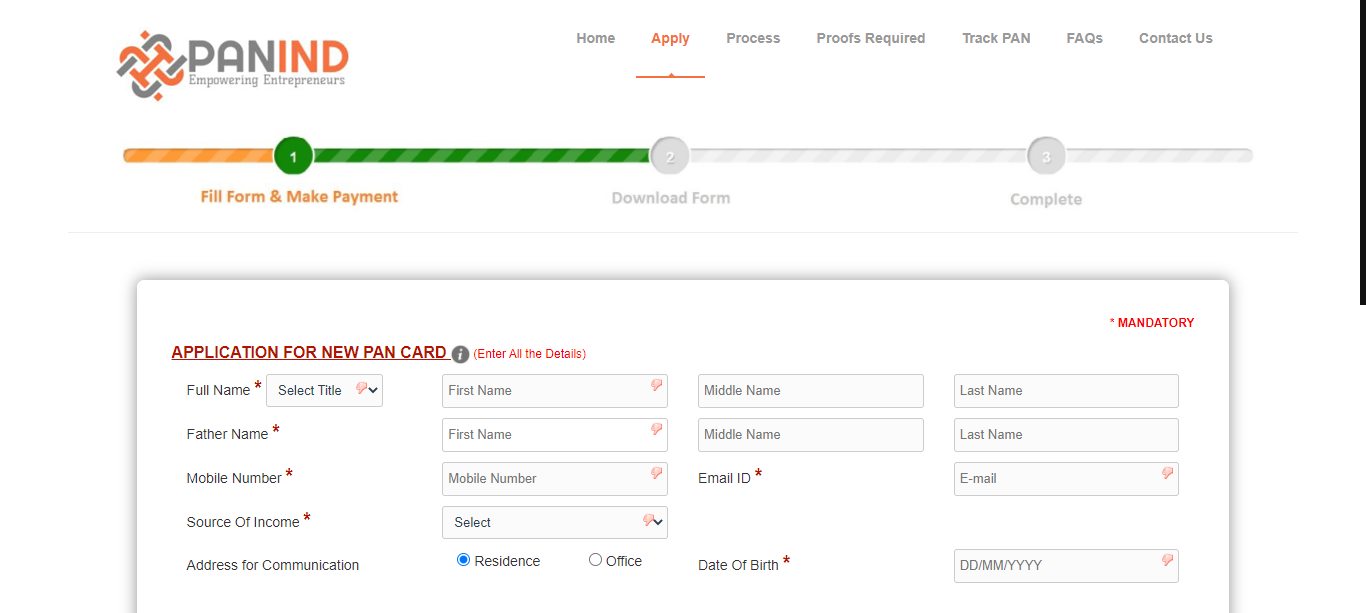 PANIND
Empowering Entrepreneurs
Home Apply Process Proofs Required Track PAN FAQs Contact Us
1 2 3
Fill Form & Make Payment Download Form Complete
* MANDATORY
APPLICATION FOR NEW PAN CARD i (Enter All the Details)
Full Name * Select Title First Name Middle Name Last Name
Father Name * First Name Middle Name Last Name
Mobile Number * Mobile Number Email ID * E-mail
Source Of Income * Select
Address for Communication Residence Office Date Of Birth * DD/MM/YYYY